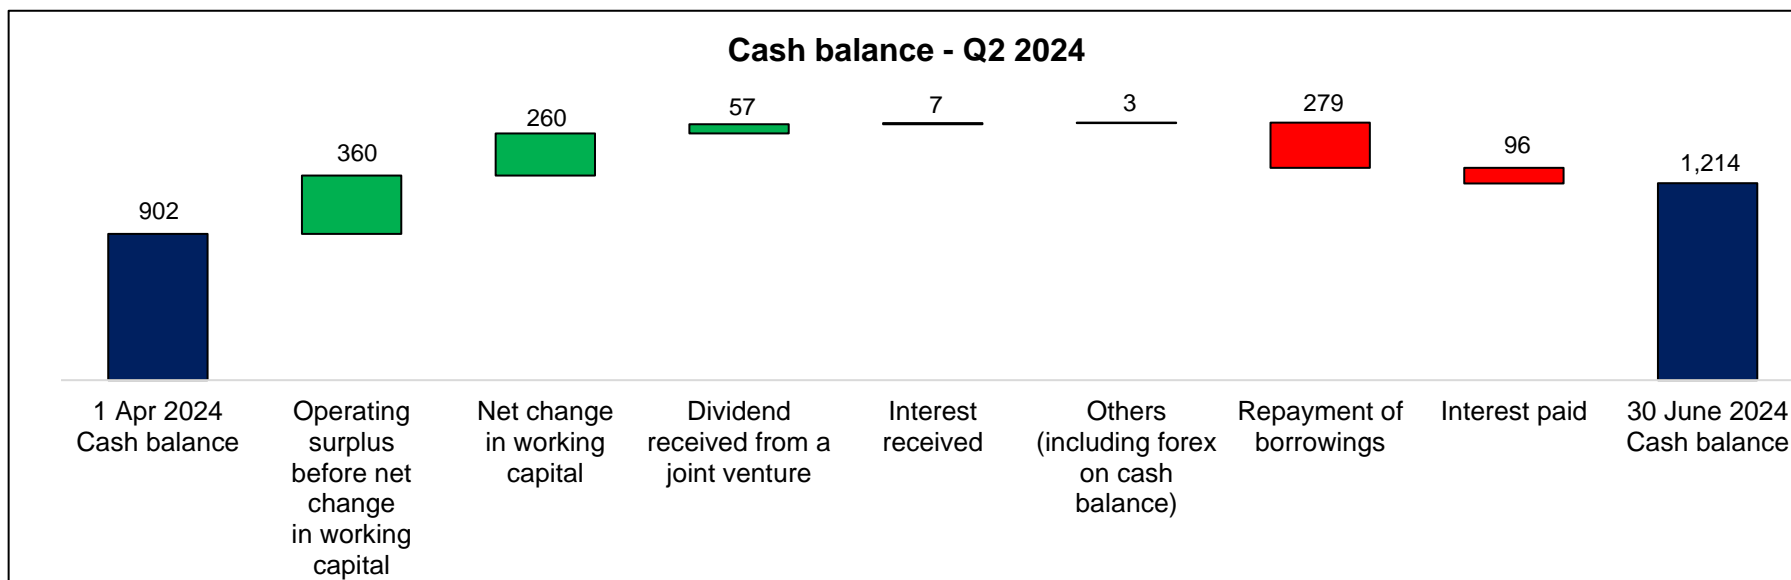 Cash balance - Q2 2024
902
360
260
57
7
3
279
96
1,214
1 Apr 2024
Cash balance
Operating
surplus
before net
change
in working
capital
Net change
in working
capital
Dividend
received from a
joint venture
Interest
received
Others
(including forex
on cash
balance)
Repayment of
borrowings
Interest paid
30 June 2024
Cash balance